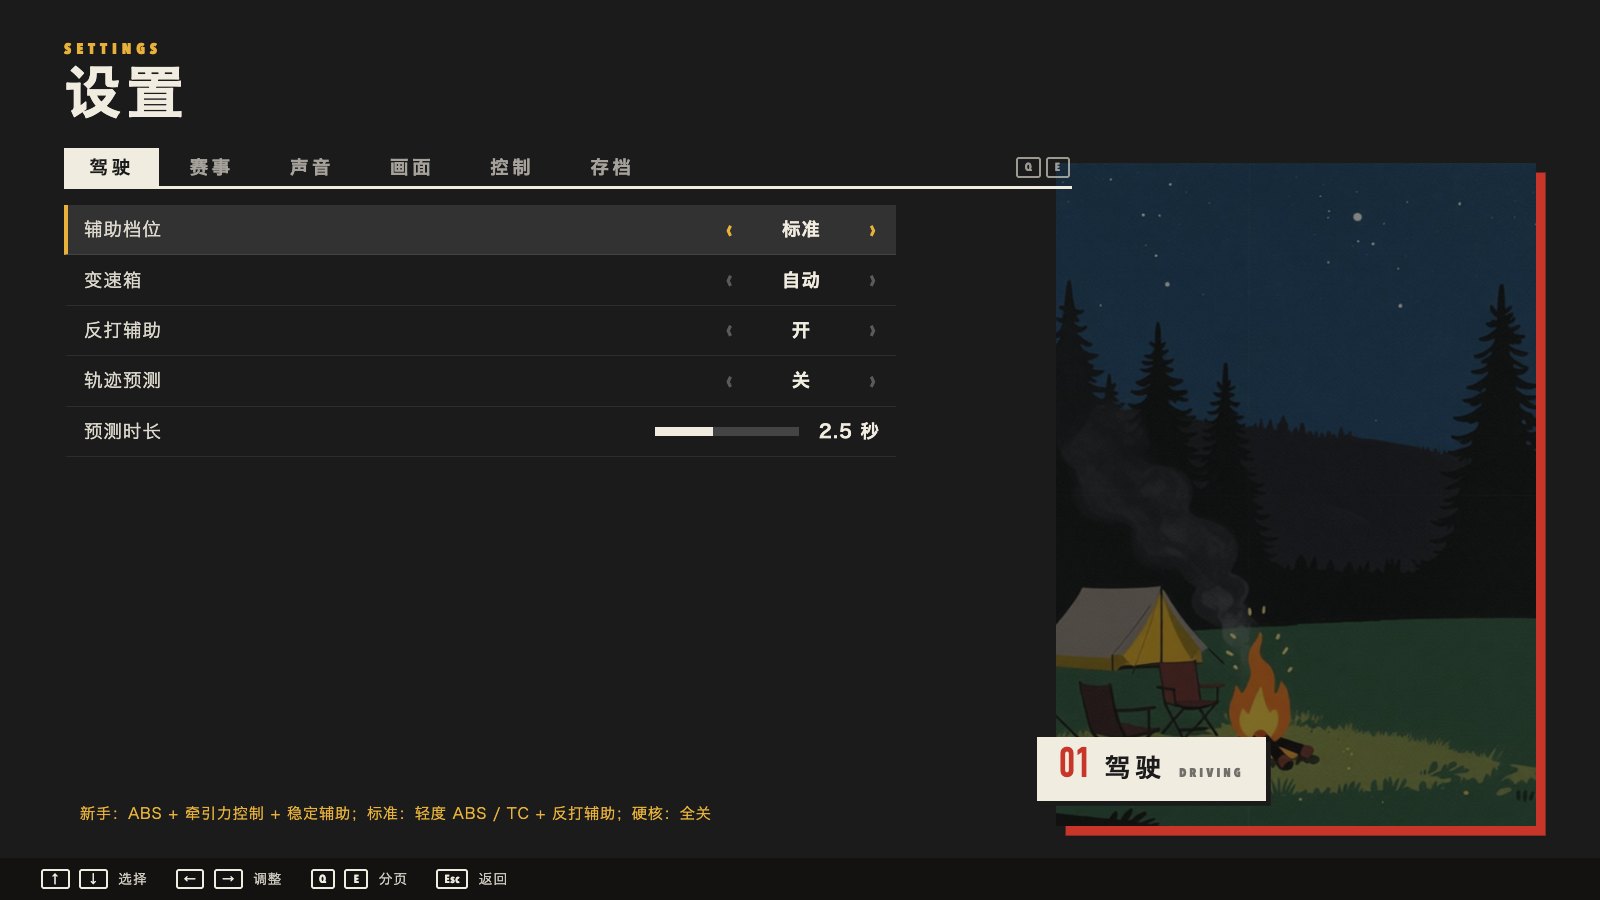 SETTINGS
设置
驾驶 赛事 声音 画面 控制 存档 Q E
辅助档位 ‹ 标准 ›
变速箱 ‹ 自动 ›
反打辅助 ‹ 开 ›
轨迹预测 ‹ 关 ›
预测时长 2.5 秒
01 驾驶 DRIVING
新手：ABS + 牵引力控制 + 稳定辅助；标准：轻度 ABS / TC + 反打辅助；硬核：全关
↑ ↓ 选择 ← → 调整 Q E 分页 Esc 返回